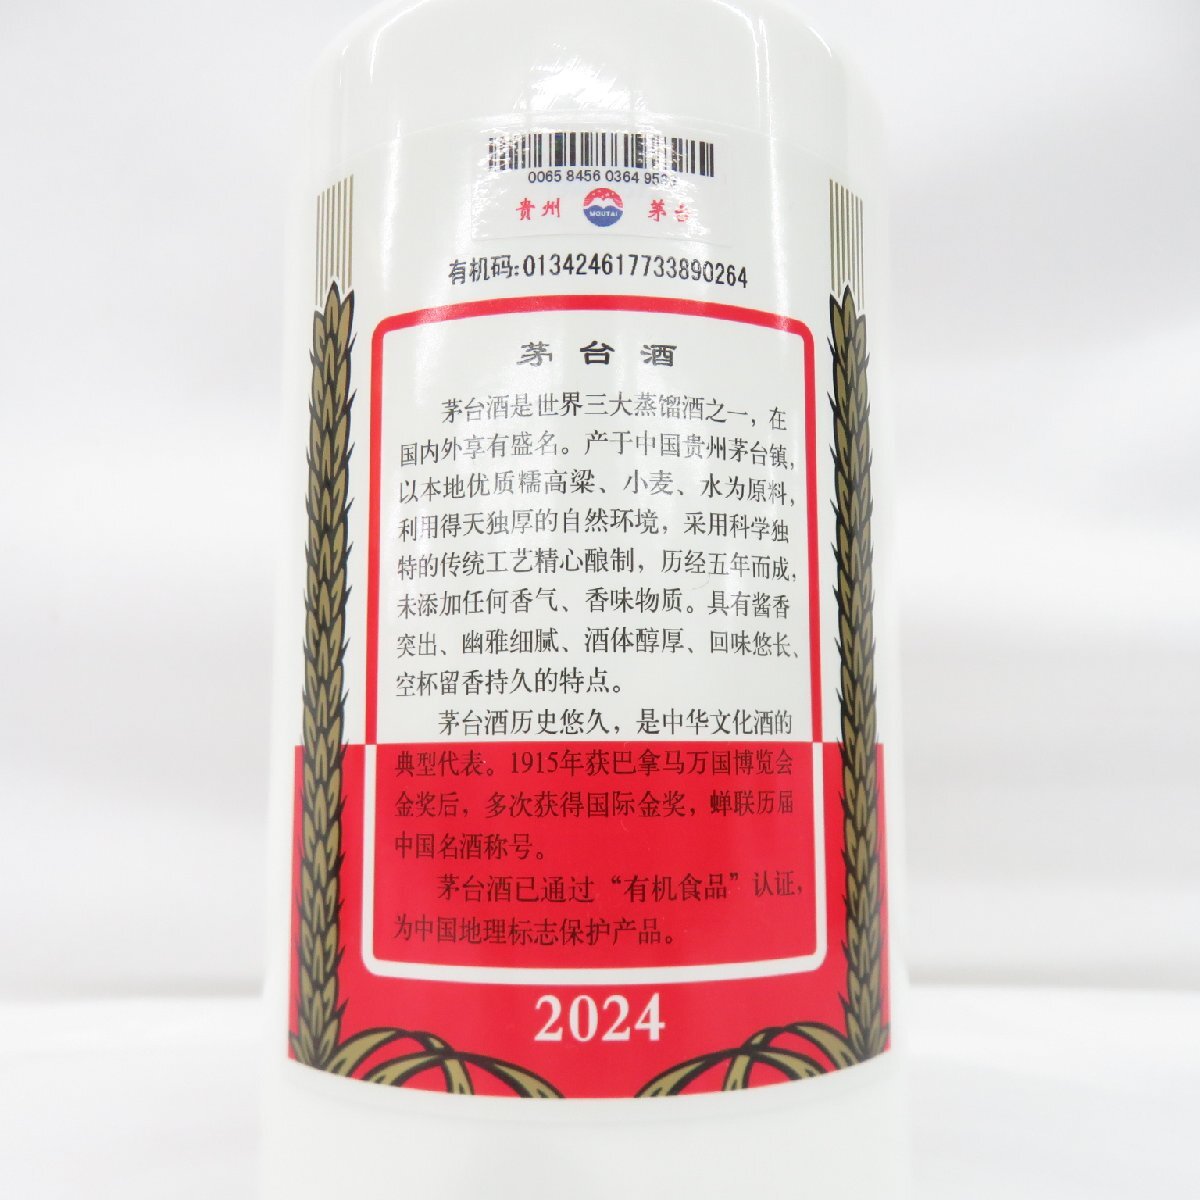 0065 8456 0364
贵州 MOUTAI 茅台
有机码:013424617733890264
茅台酒
茅台酒是世界三大蒸馏酒之一，在
国内外享有盛名。产于中国贵州茅台镇，
以本地优质糯高粱、小麦、水为原料，
利用得天独厚的自然环境，采用科学独
特的传统工艺精心酿制，历经五年而成，
未添加任何香气、香味物质。具有酱香
突出、幽雅细腻、酒体醇厚、回味悠长、
空杯留香持久的特点。
茅台酒历史悠久，是中华文化酒的
典型代表。1915年获巴拿马万国博览会
金奖后，多次获得国际金奖，蝉联历届
中国名酒称号。
茅台酒已通过“有机食品”认证，
为中国地理标志保护产品。
2024